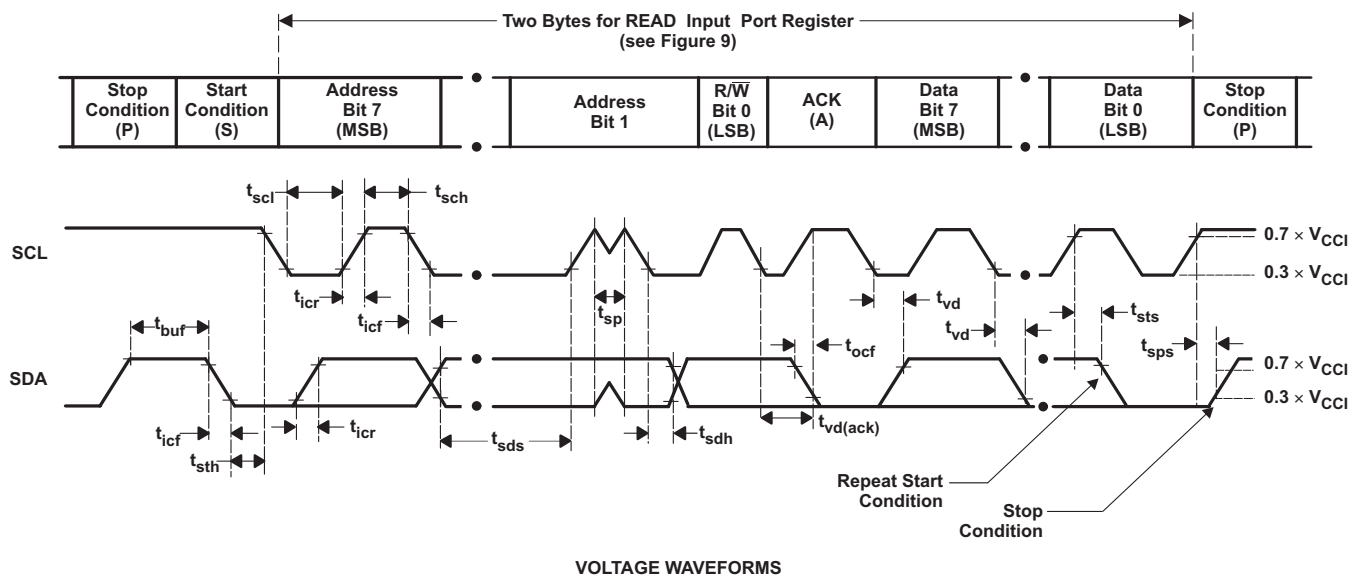 Two Bytes for READ Input Port Register
(see Figure 9)
Stop
Condition
(P)
Start
Condition
(S)
Address
Bit 7
(MSB)
Address
Bit 1
R/W̅
Bit 0
(LSB)
ACK
(A)
Data
Bit 7
(MSB)
Data
Bit 0
(LSB)
Stop
Condition
(P)
tscl
tsch
SCL
0.7 × VCCI
0.3 × VCCI
ticr
ticf
tsp
tvd
tvd
tsts
tbuf
tocf
tsps
SDA
0.7 × VCCI
0.3 × VCCI
ticf
ticr
tsth
tsds
tsdh
tvd(ack)
Repeat Start
Condition
Stop
Condition
VOLTAGE WAVEFORMS